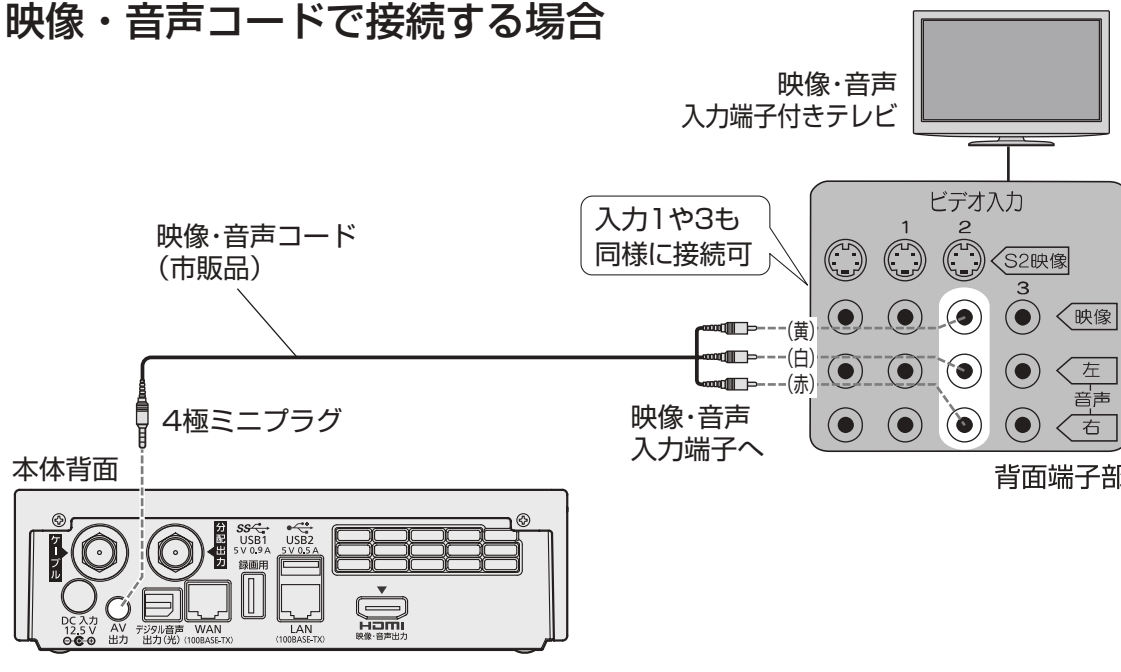 映像・音声コードで接続する場合
映像・音声
入力端子付きテレビ
ビデオ入力
1
2
S2映像
3
映像
左
音声
右
背面端子部
入力1や3も
同様に接続可
映像・音声コード
（市販品）
(黄)
(白)
(赤)
映像・音声
入力端子へ
4極ミニプラグ
本体背面
ケーブル
分配出力
SS
USB1
5V 0.9A
録画用
USB2
5V 0.5A
DC入力
12.5V
AV
出力
デジタル音声
出力(光)
WAN
(100BASE-TX)
LAN
(100BASE-TX)
HDMI
映像・音声出力